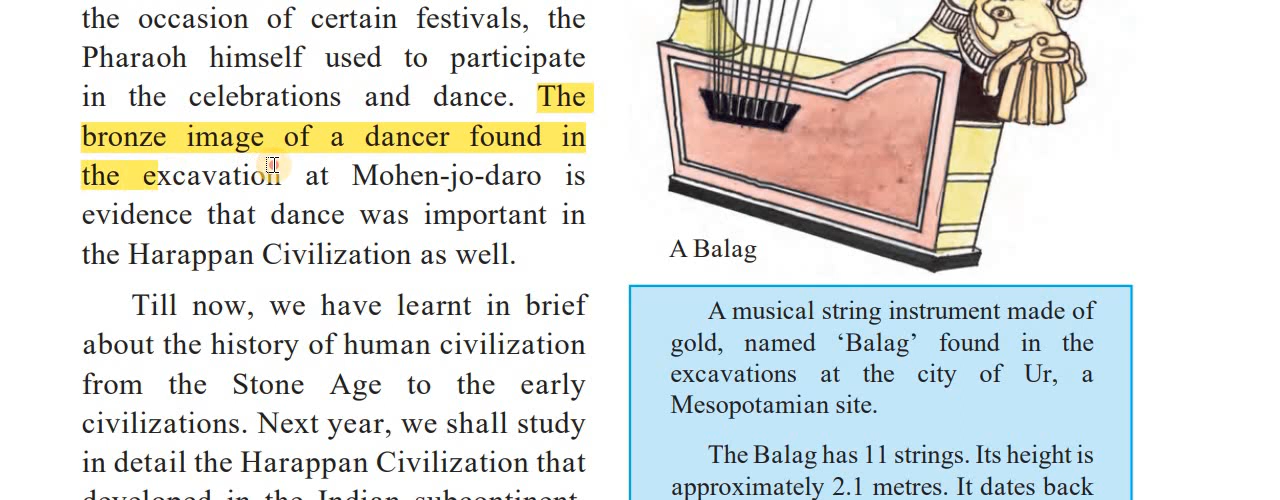 the occasion of certain festivals, the
Pharaoh himself used to participate
in the celebrations and dance. The
bronze image of a dancer found in
the excavation at Mohen-jo-daro is
evidence that dance was important in
the Harappan Civilization as well.
Till now, we have learnt in brief
about the history of human civilization
from the Stone Age to the early
civilizations. Next year, we shall study
in detail the Harappan Civilization that
developed in the Indian subcontinent.
A Balag
A musical string instrument made of
gold, named ‘Balag’ found in the
excavations at the city of Ur, a
Mesopotamian site.
The Balag has 11 strings. Its height is
approximately 2.1 metres. It dates back